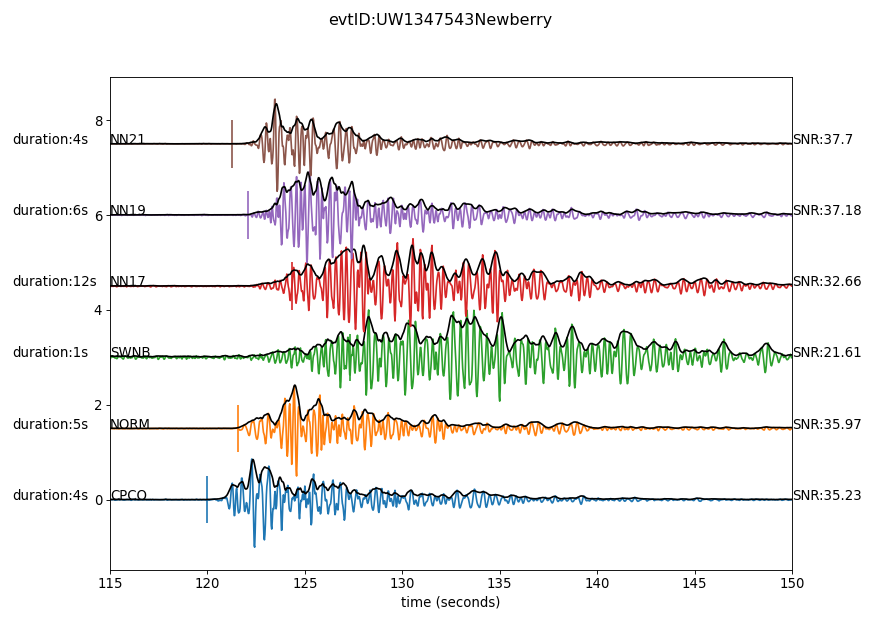 evtID:UW1347543Newberry
8
duration:4s NN21 SNR:37.7
duration:6s NN19 SNR:37.18
6
duration:12s NN17 SNR:32.66
4
duration:1s SWNB SNR:21.61
2
duration:5s NORM SNR:35.97
duration:4s CPCO SNR:35.23
0
115 120 125 130 135 140 145 150
time (seconds)